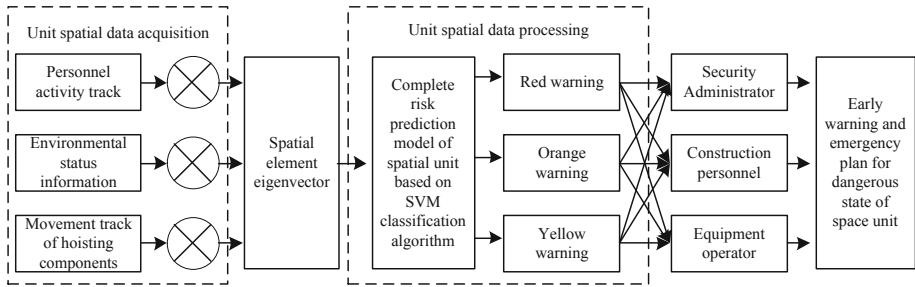 Unit spatial data acquisition
Personnel
activity track
Environmental
status
information
Movement track
of hoisting
components
Spatial
element
eigenvector
Unit spatial data processing
Complete
risk
prediction
model of
spatial unit
based on
SVM
classification
algorithm
Red warning
Orange
warning
Yellow
warning
Security
Administrator
Construction
personnel
Equipment
operator
Early
warning and
emergency
plan for
dangerous
state of
space unit